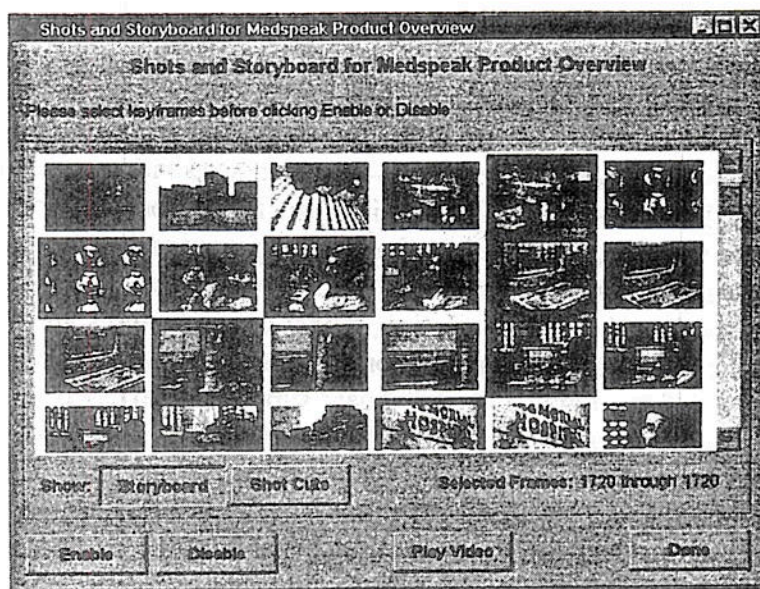 Shots and Storyboard for Medspeak Product Overview
Shots and Storyboard for Medspeak Product Overview
Please select keyframes before clicking Enable or Disable
Show: Storyboard Shot Cuts Selected Frames: 1720 through 1720
Enable Disable Play Video Done